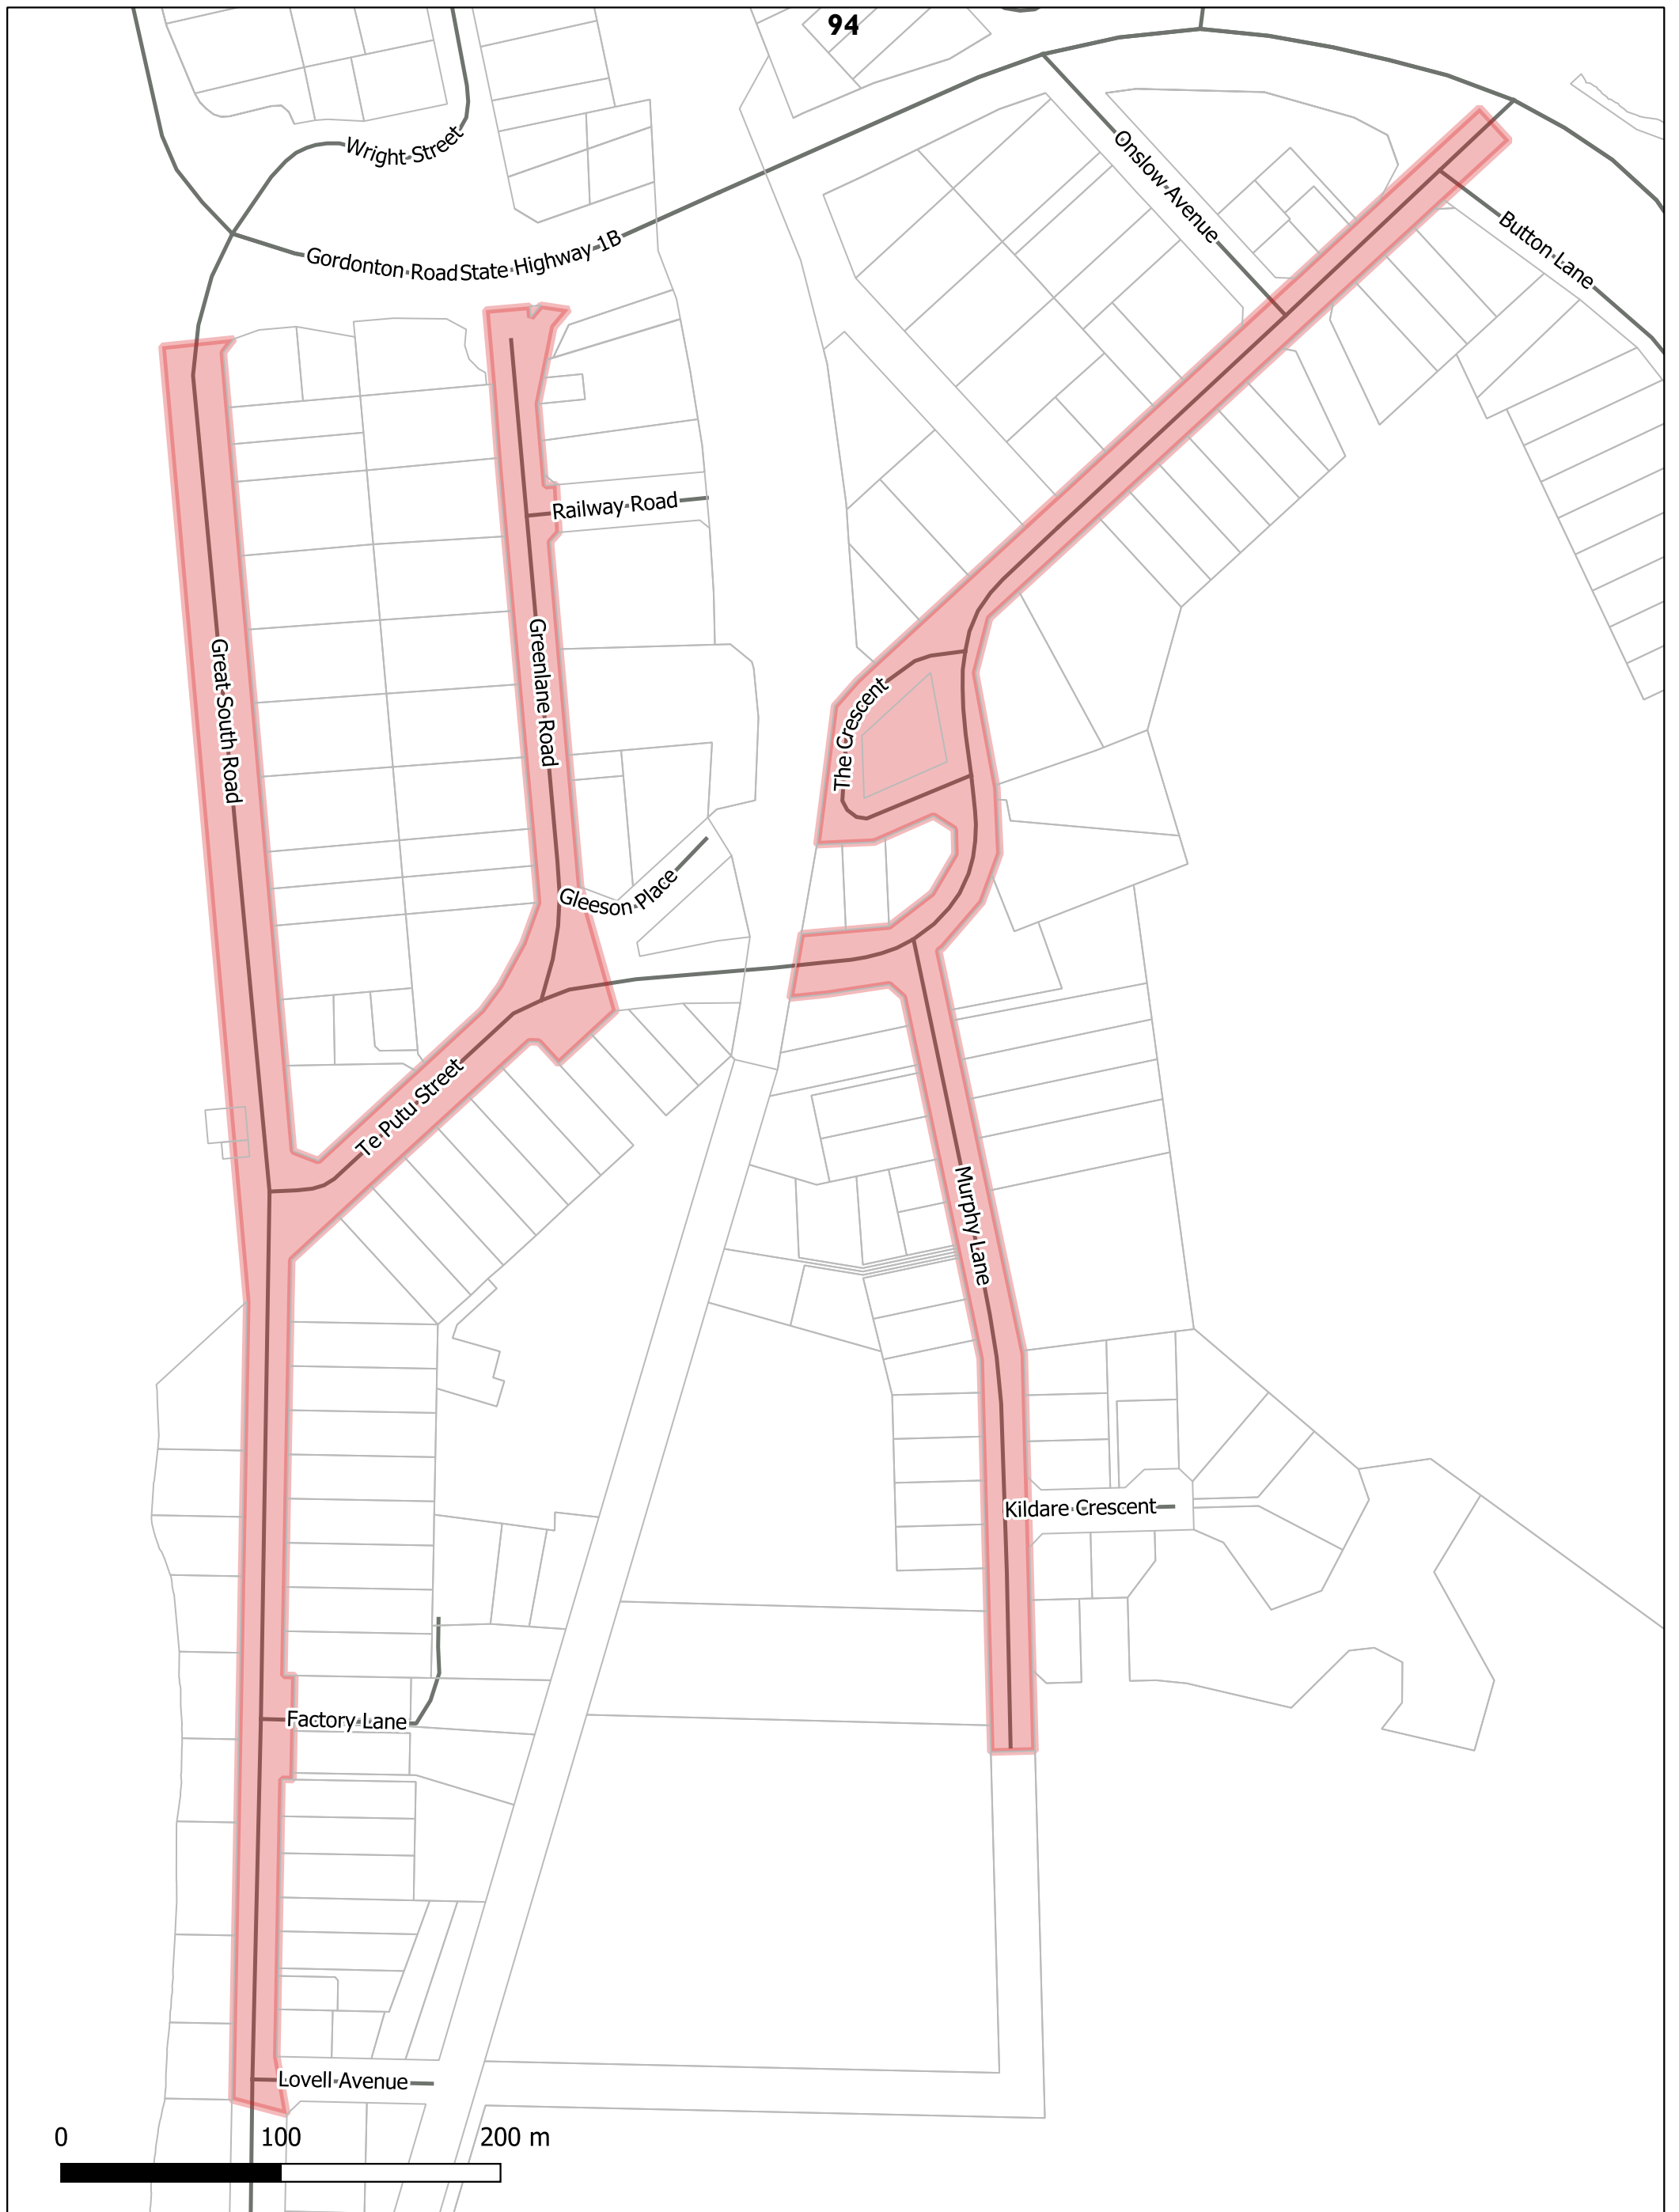 94
Wright Street
Onslow Avenue
Button Lane
Gordonton Road
State Highway 1B
Railway Road
Great South Road
Greenlane Road
The Crescent
Gleeson Place
Te Putu Street
Murphy Lane
Kildare Crescent
Factory Lane
Lovell Avenue
0 100 200 m